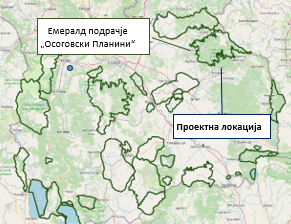 Емералд подрачје
„Осоговски Планини“
Проектна локација